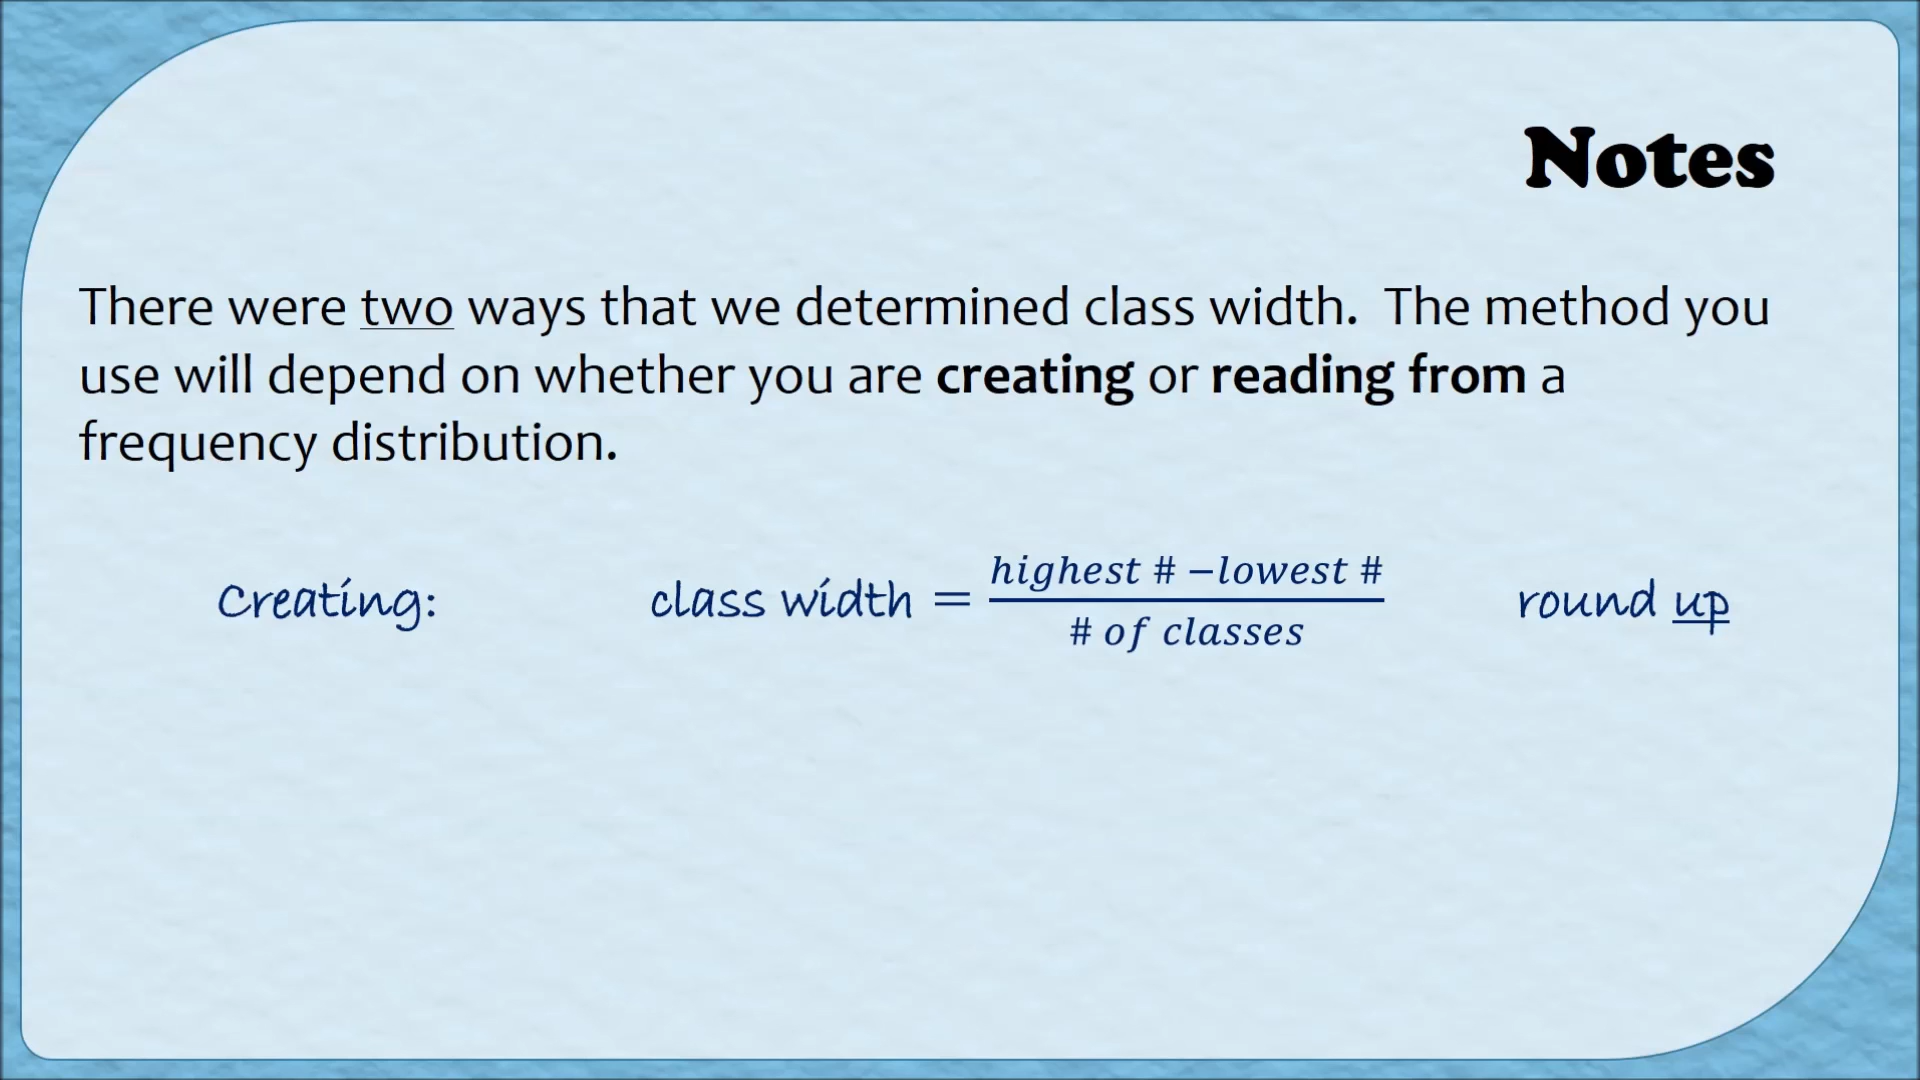 Notes
There were two ways that we determined class width. The method you
use will depend on whether you are creating or reading from a
frequency distribution.
Creating: class width = highest # −lowest # / # of classes round up